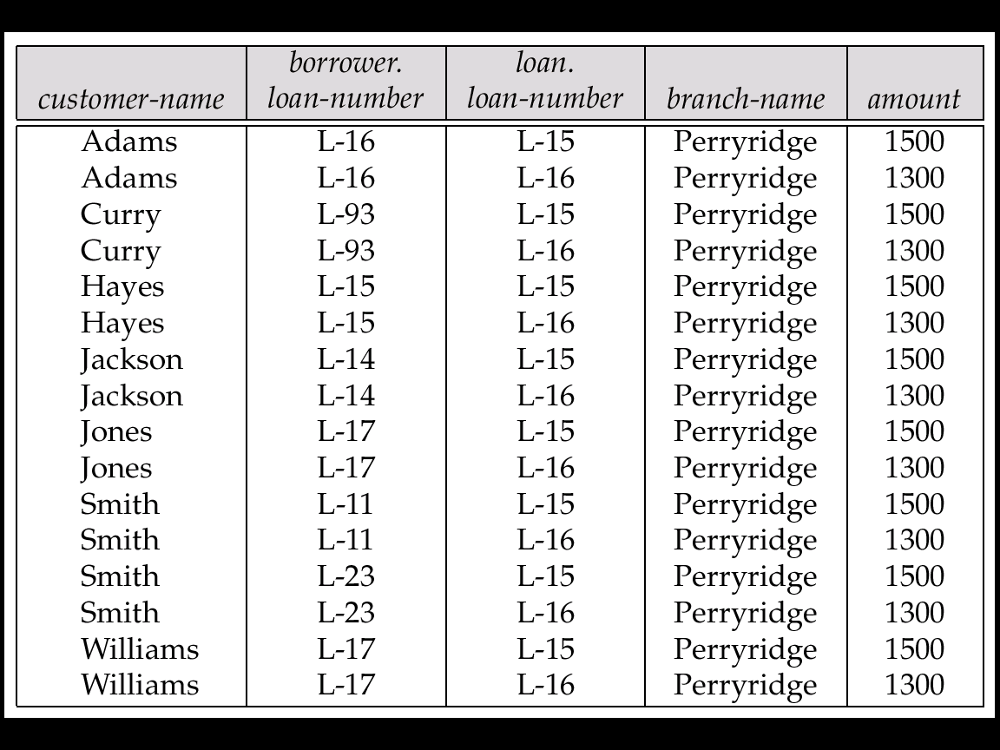 customer-name borrower. loan-number loan. loan-number branch-name amount
Adams L-16 L-15 Perryridge 1500
Adams L-16 L-16 Perryridge 1300
Curry L-93 L-15 Perryridge 1500
Curry L-93 L-16 Perryridge 1300
Hayes L-15 L-15 Perryridge 1500
Hayes L-15 L-16 Perryridge 1300
Jackson L-14 L-15 Perryridge 1500
Jackson L-14 L-16 Perryridge 1300
Jones L-17 L-15 Perryridge 1500
Jones L-17 L-16 Perryridge 1300
Smith L-11 L-15 Perryridge 1500
Smith L-11 L-16 Perryridge 1300
Smith L-23 L-15 Perryridge 1500
Smith L-23 L-16 Perryridge 1300
Williams L-17 L-15 Perryridge 1500
Williams L-17 L-16 Perryridge 1300